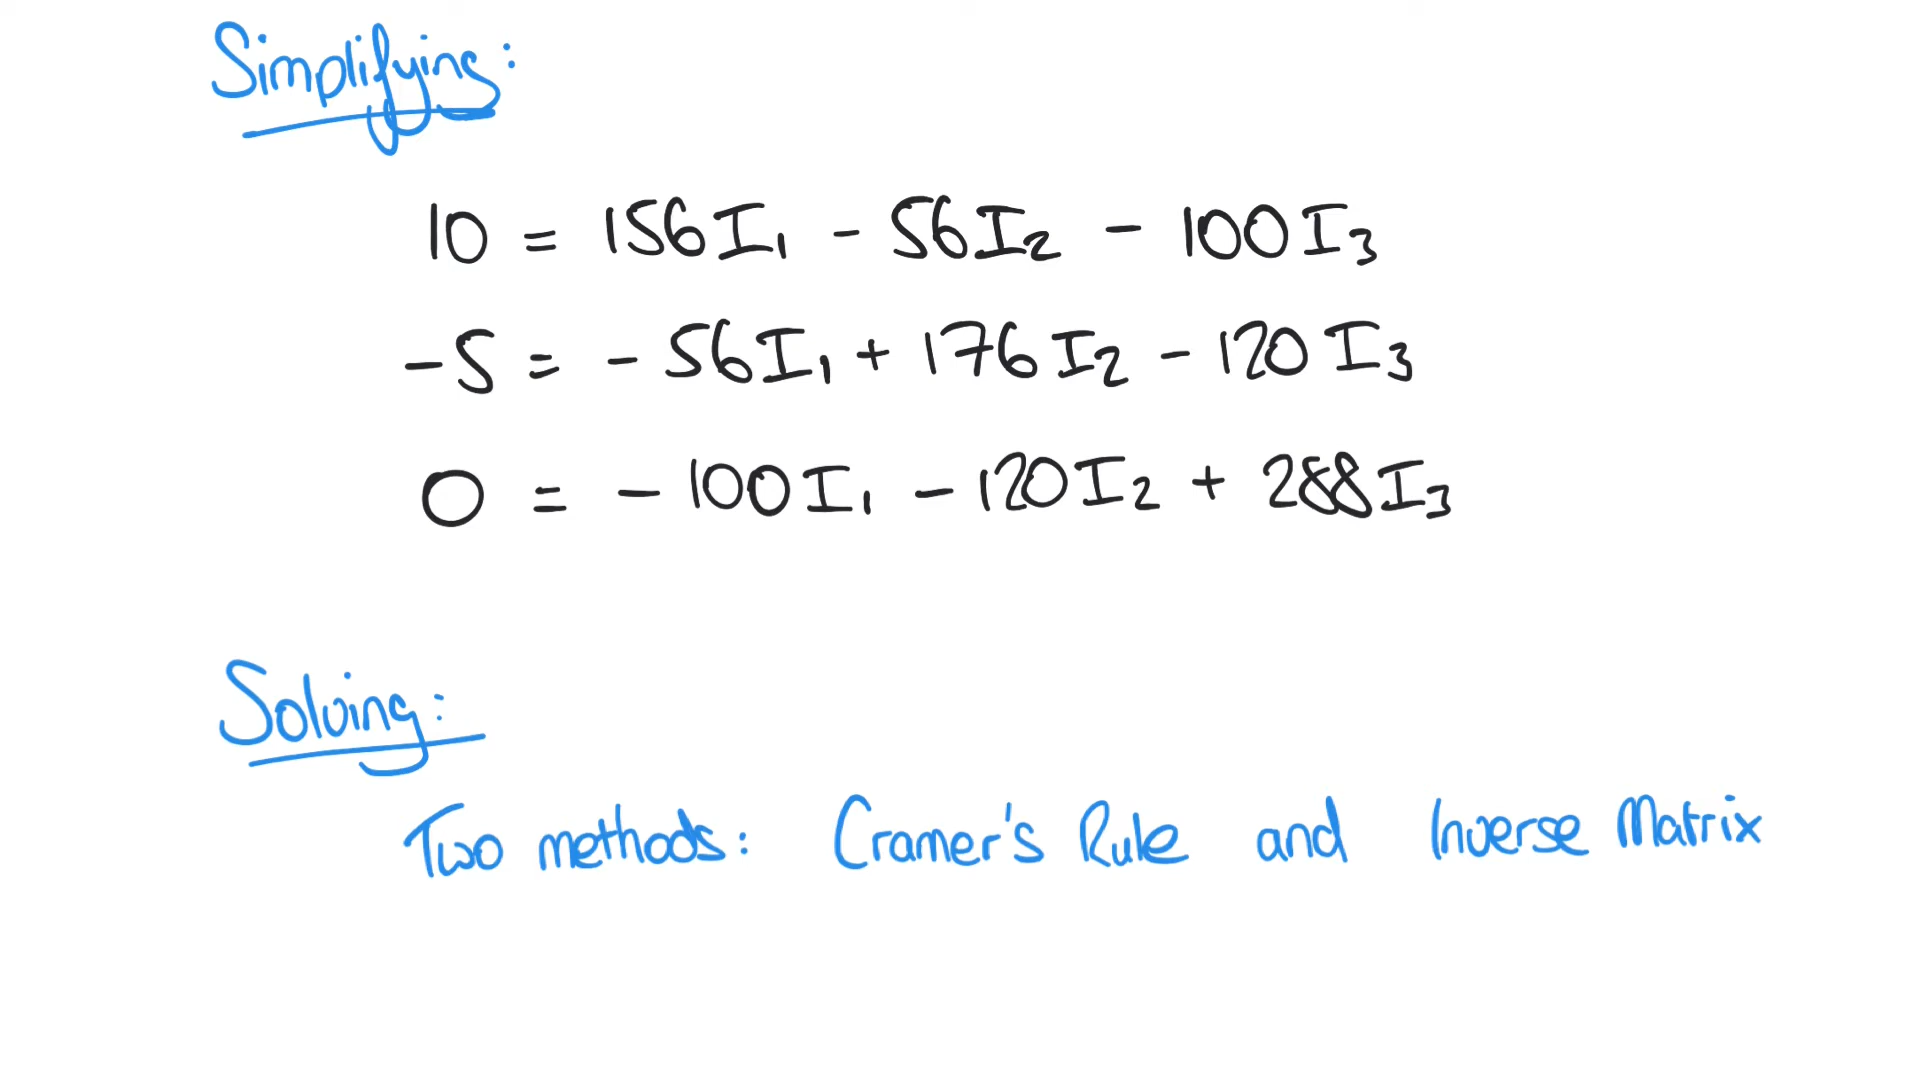 Simplifying:
10 = 156I₁ - 56I₂ - 100I₃
-5 = - 56I₁ + 176I₂ - 120I₃
0 = - 100I₁ - 120I₂ + 288I₃
Solving:
Two methods: Cramer's Rule and Inverse Matrix